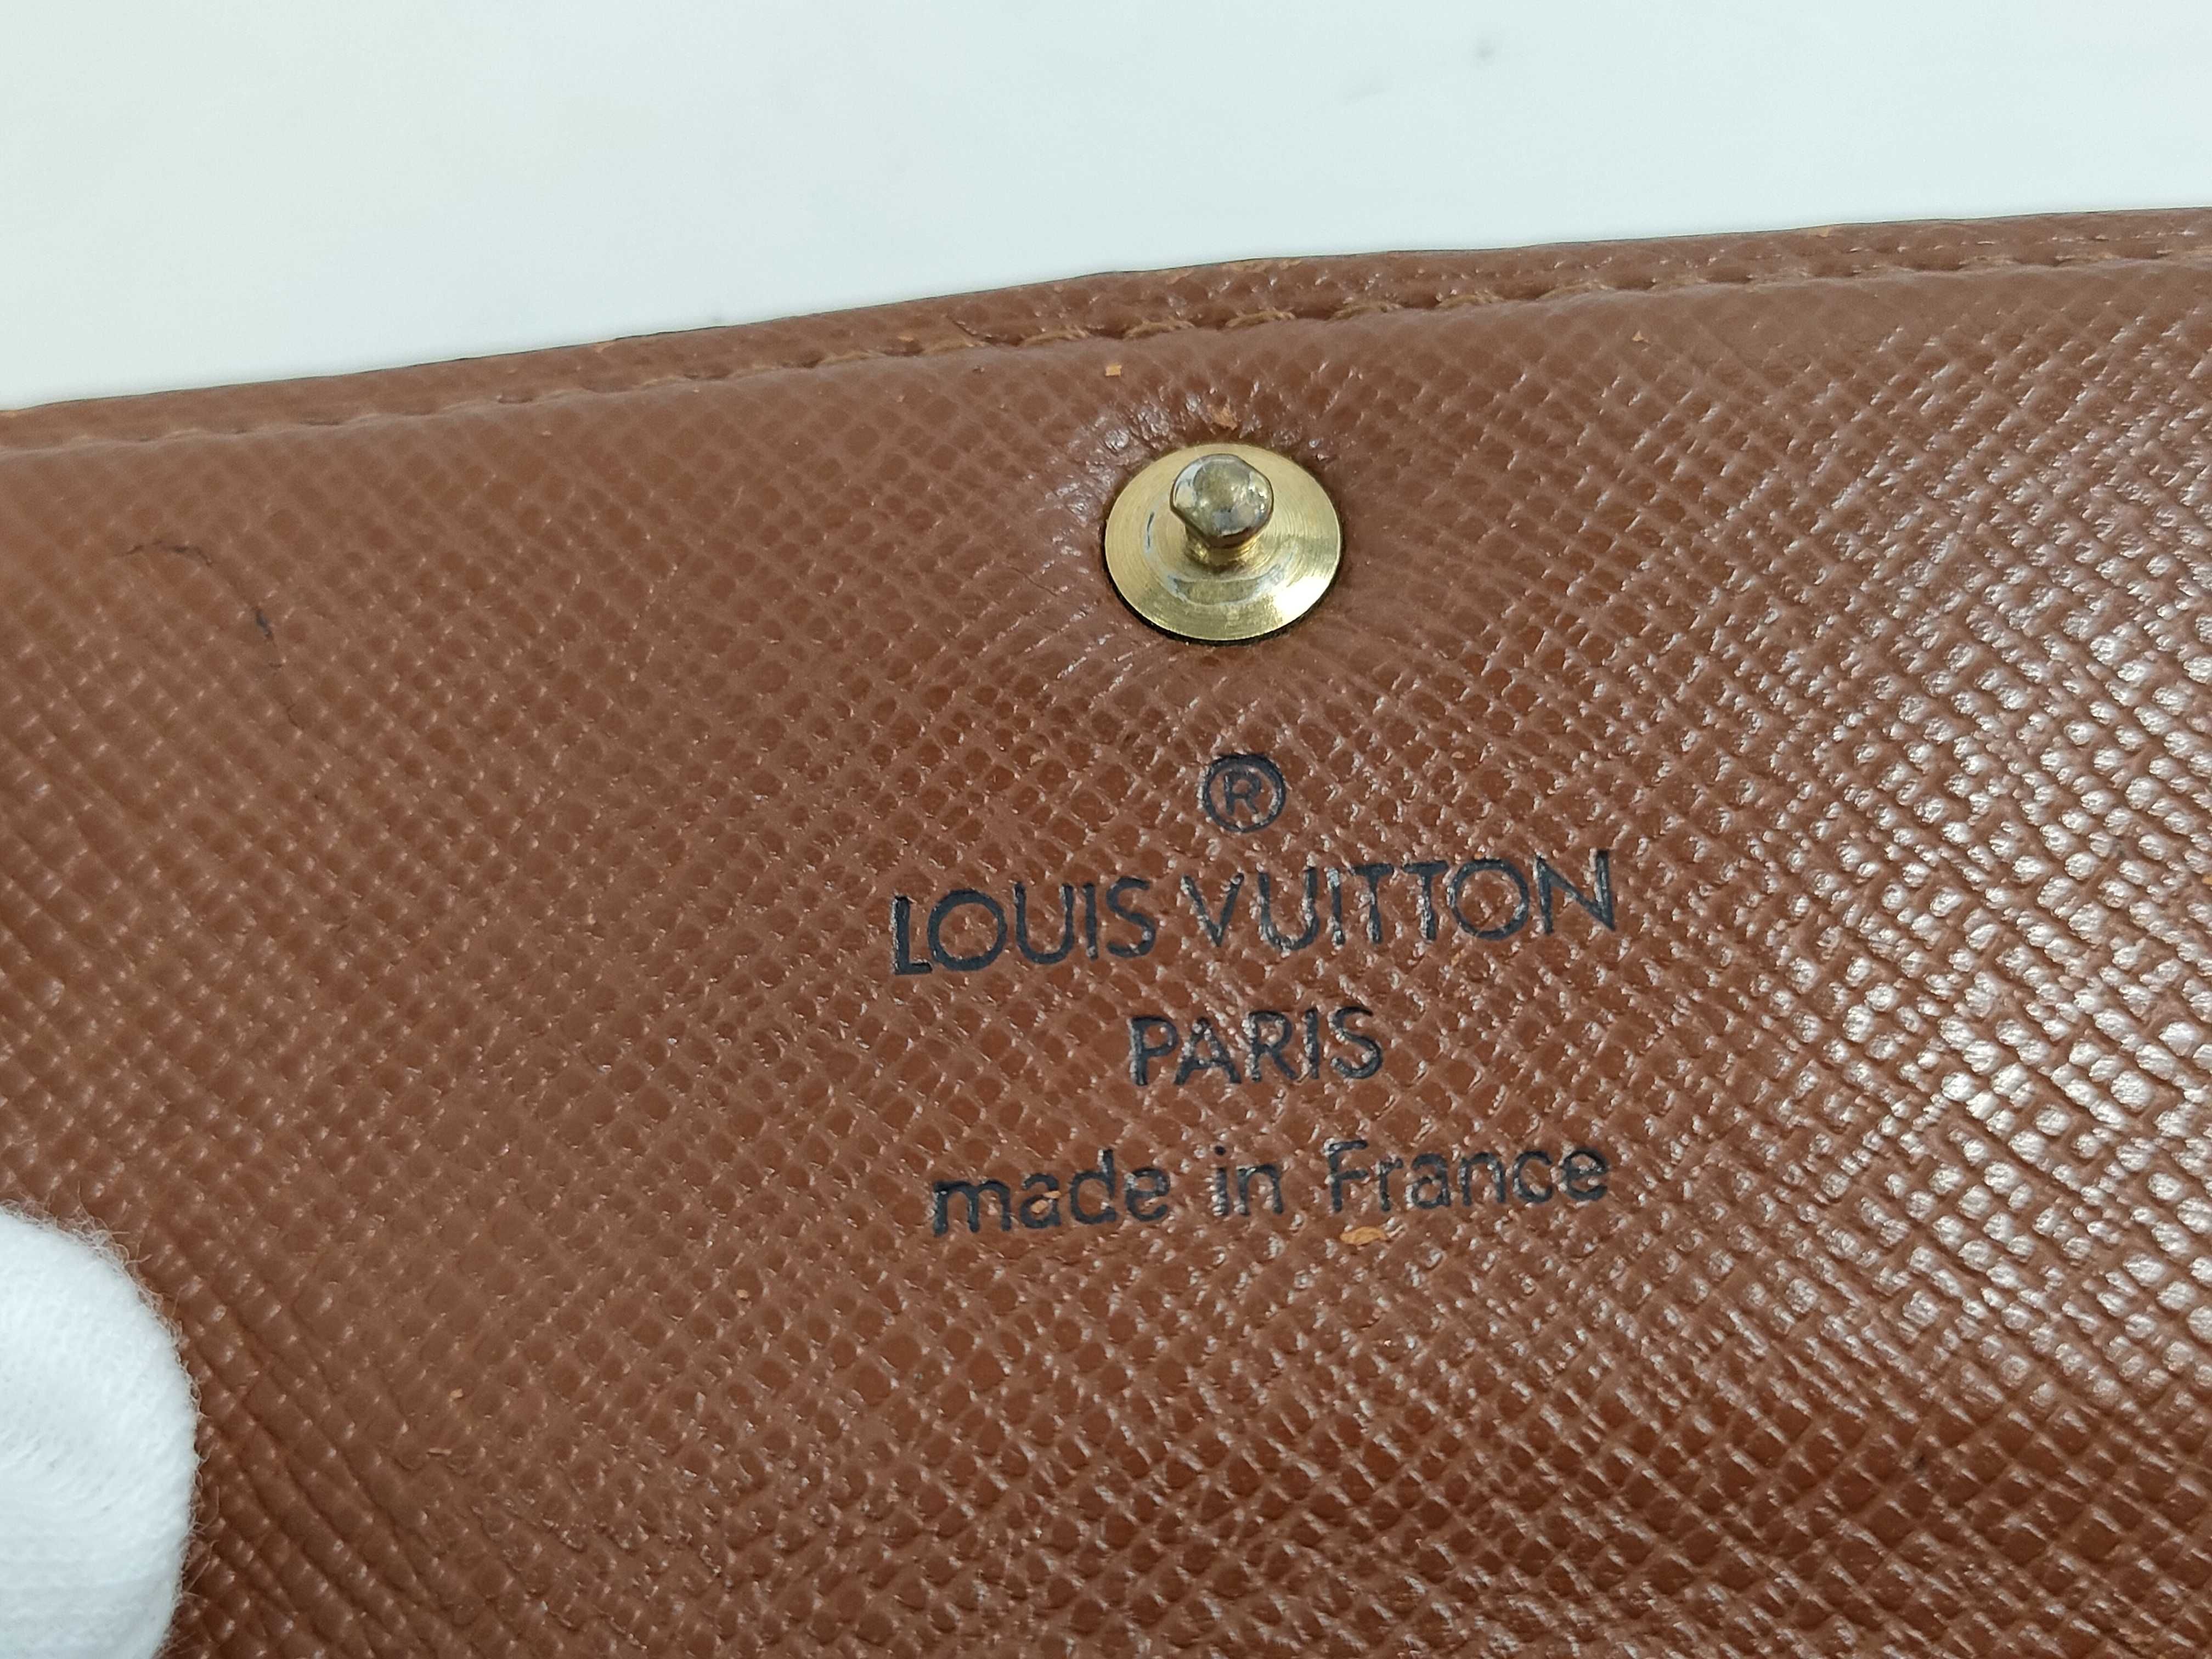 ®
LOUIS VUITTON
PARIS
made in France